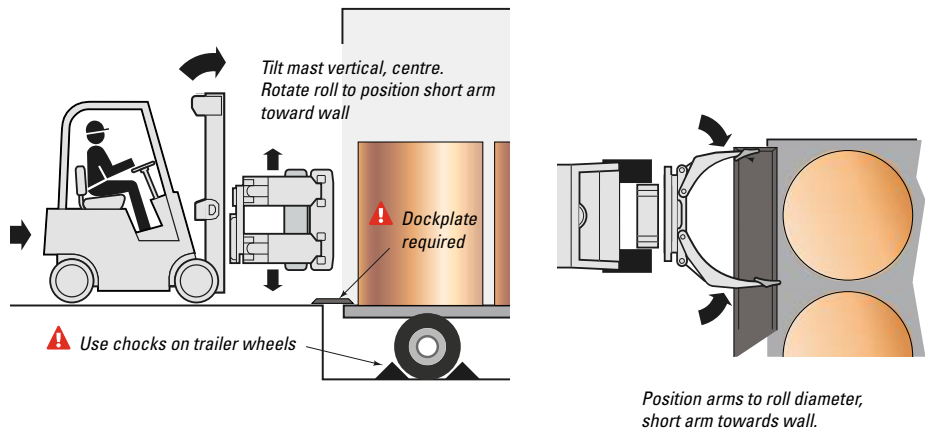 Tilt mast vertical, centre.
Rotate roll to position short arm
toward wall
Dockplate
required
Use chocks on trailer wheels
Position arms to roll diameter,
short arm towards wall.